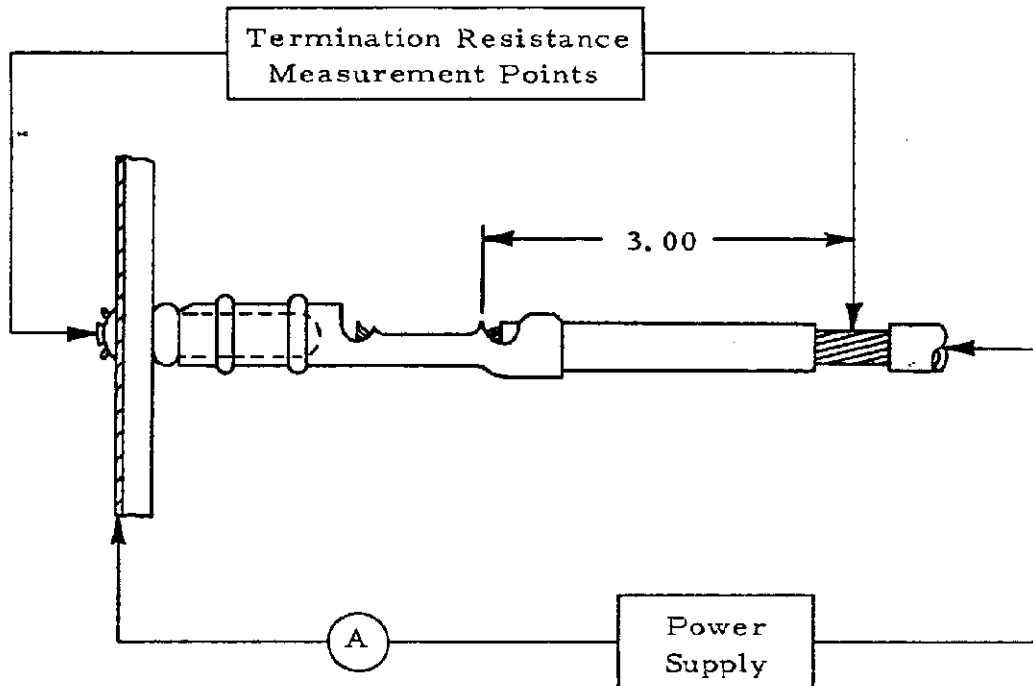 Termination Resistance
Measurement Points
3.00
A
Power
Supply